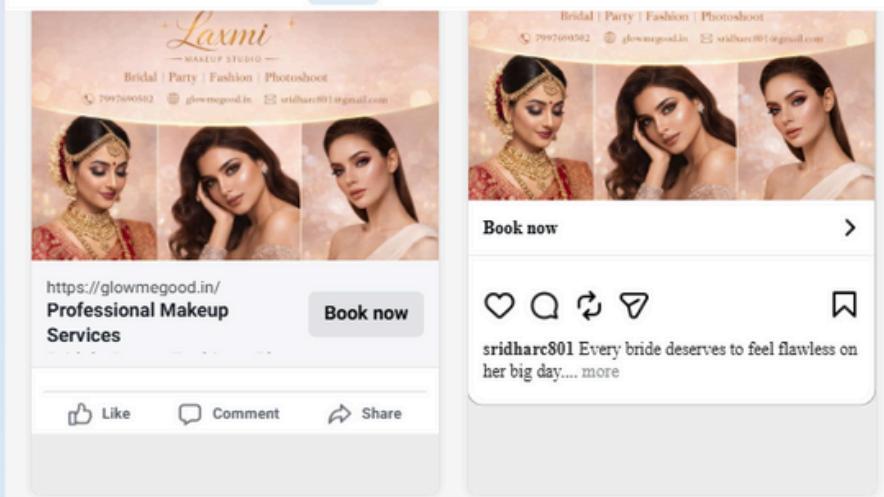 Laxmi
MAKEUP STUDIO
Bridal | Party | Fashion | Photoshoot
7997690502 glowmegood.in sridharc801@gmail.com
https://glowmegood.in/
Professional Makeup
Services
Book now
Like Comment Share
Bridal | Party | Fashion | Photoshoot
7997690502 glowmegood.in sridharc801@gmail.com
Book now
sridharc801 Every bride deserves to feel flawless on
her big day.... more